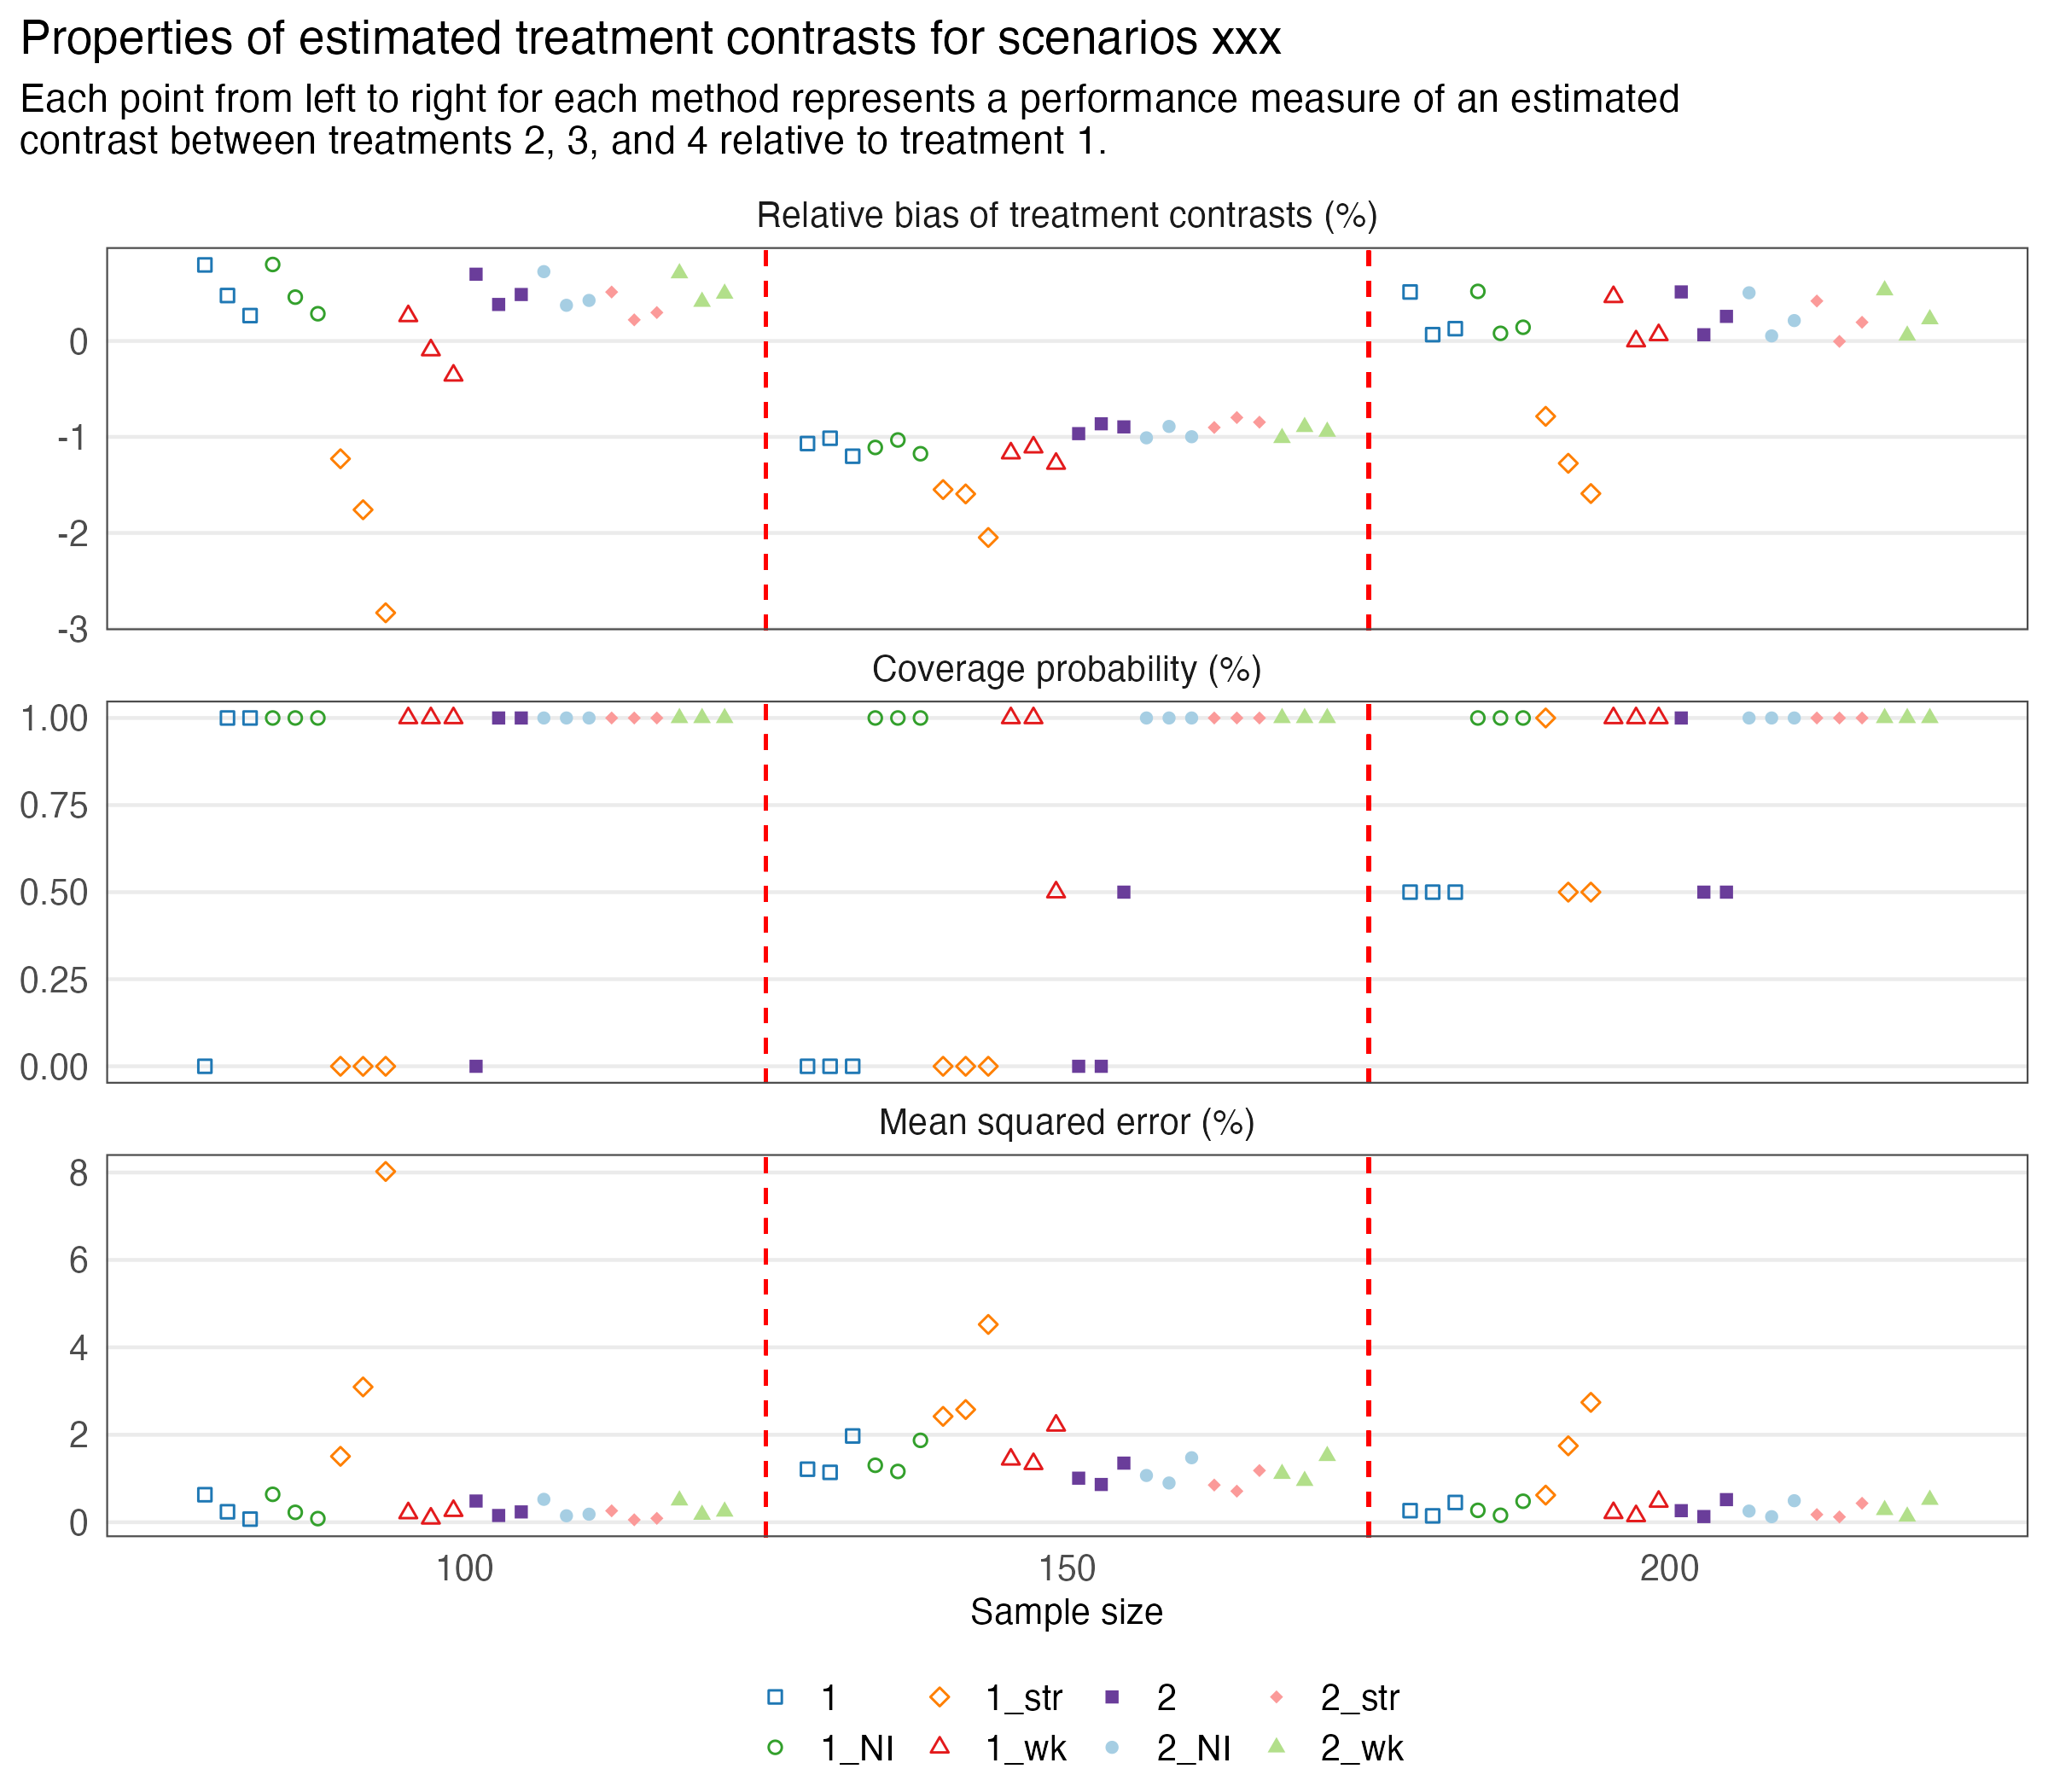 Properties of estimated treatment contrasts for scenarios xxx
Each point from left to right for each method represents a performance measure of an estimated
contrast between treatments 2, 3, and 4 relative to treatment 1.
Relative bias of treatment contrasts (%)
0
-1
-2
-3
Coverage probability (%)
1.00
0.75
0.50
0.25
0.00
Mean squared error (%)
8
6
4
2
0
100 150 200
Sample size
1 1_str 2 2_str
1_NI 1_wk 2_NI 2_wk